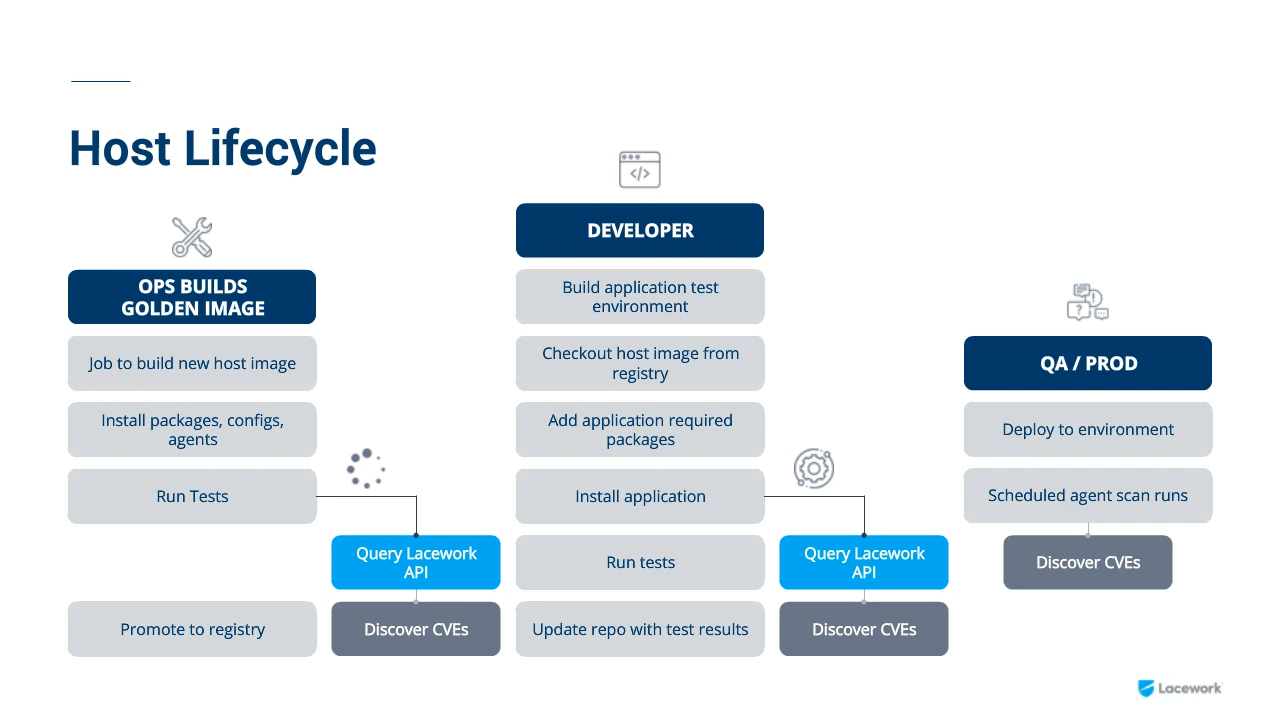 Host Lifecycle
OPS BUILDS
GOLDEN IMAGE
Job to build new host image
Install packages, configs,
agents
Run Tests
Promote to registry
Query Lacework
API
Discover CVEs
DEVELOPER
Build application test
environment
Checkout host image from
registry
Add application required
packages
Install application
Run tests
Update repo with test results
Query Lacework
API
Discover CVEs
QA / PROD
Deploy to environment
Scheduled agent scan runs
Discover CVEs
Lacework